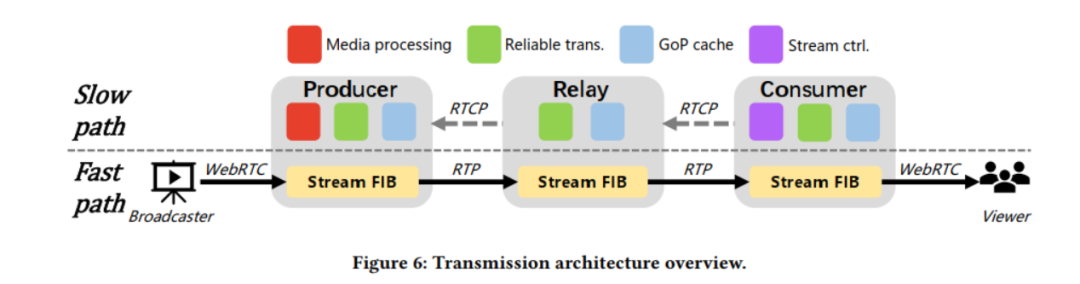 Media processing
Reliable trans.
GoP cache
Stream ctrl.
Slow
path
Producer
RTCP
Relay
RTCP
Consumer
Fast
path
Broadcaster
WebRTC
Stream FIB
RTP
Stream FIB
RTP
Stream FIB
WebRTC
Viewer
Figure 6: Transmission architecture overview.